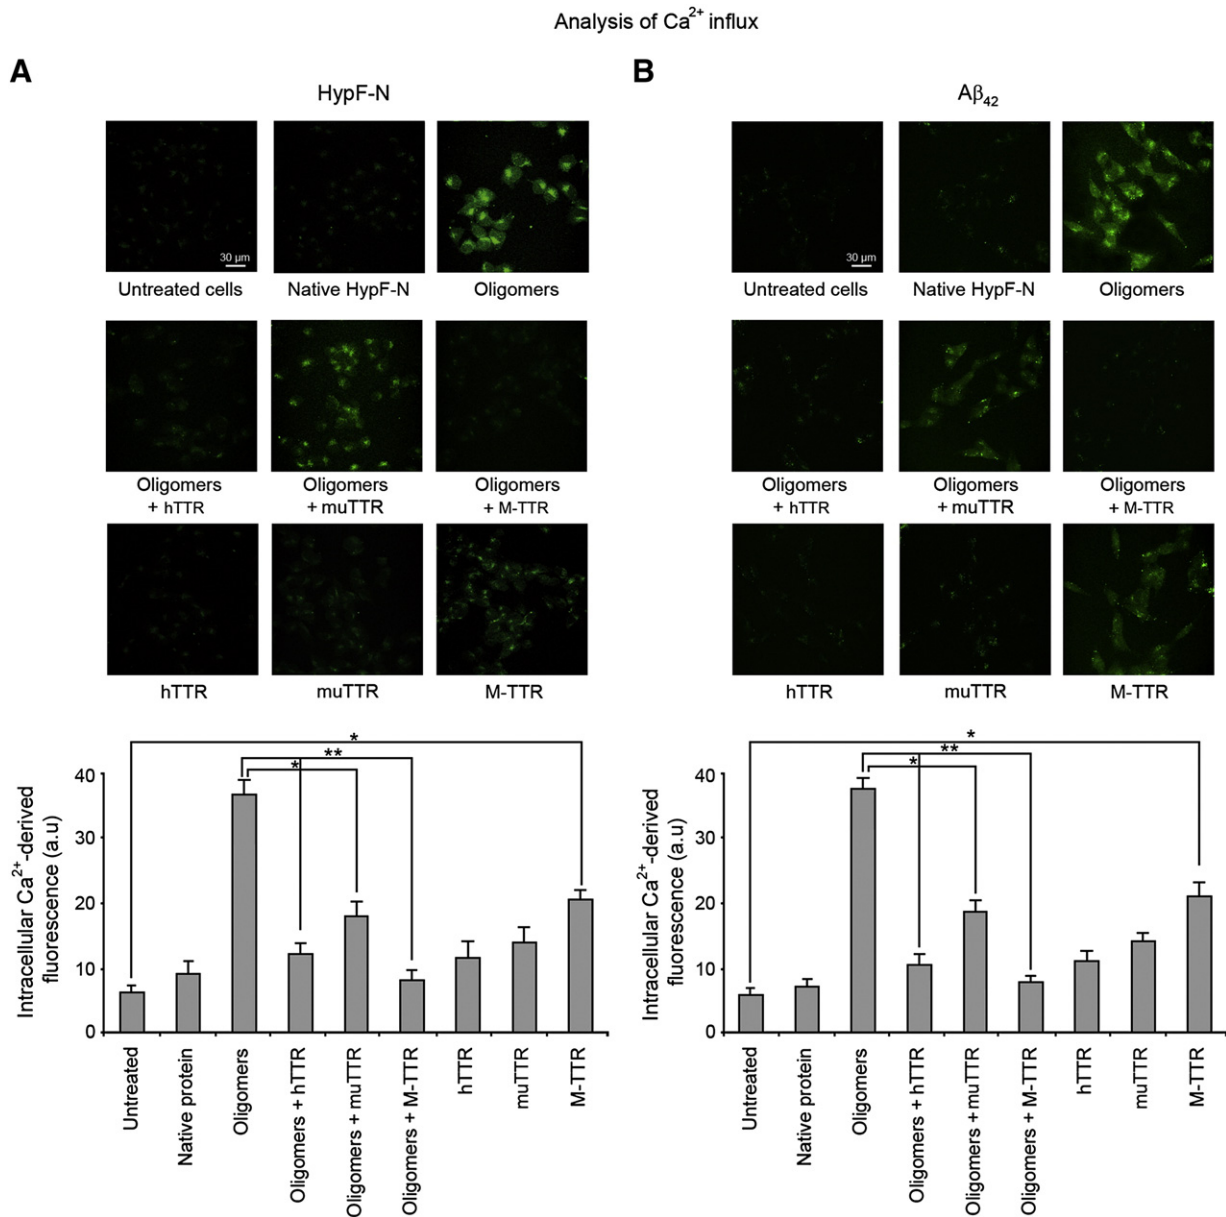 Analysis of Ca2+ influx
A
B
HypF-N
Aβ42
30 µm
Untreated cells
Native HypF-N
Oligomers
30 µm
Untreated cells
Native HypF-N
Oligomers
Oligomers
+ hTTR
Oligomers
+ muTTR
Oligomers
+ M-TTR
Oligomers
+ hTTR
Oligomers
+ muTTR
Oligomers
+ M-TTR
hTTR
muTTR
M-TTR
hTTR
muTTR
M-TTR
Intracellular Ca2+-derived
fluorescence (a.u)
40
30
20
10
0
*
**
*
Untreated
Native protein
Oligomers
Oligomers + hTTR
Oligomers + muTTR
Oligomers + M-TTR
hTTR
muTTR
M-TTR
Intracellular Ca2+-derived
fluorescence (a.u)
40
30
20
10
0
*
**
*
Untreated
Native protein
Oligomers
Oligomers + hTTR
Oligomers + muTTR
Oligomers + M-TTR
hTTR
muTTR
M-TTR